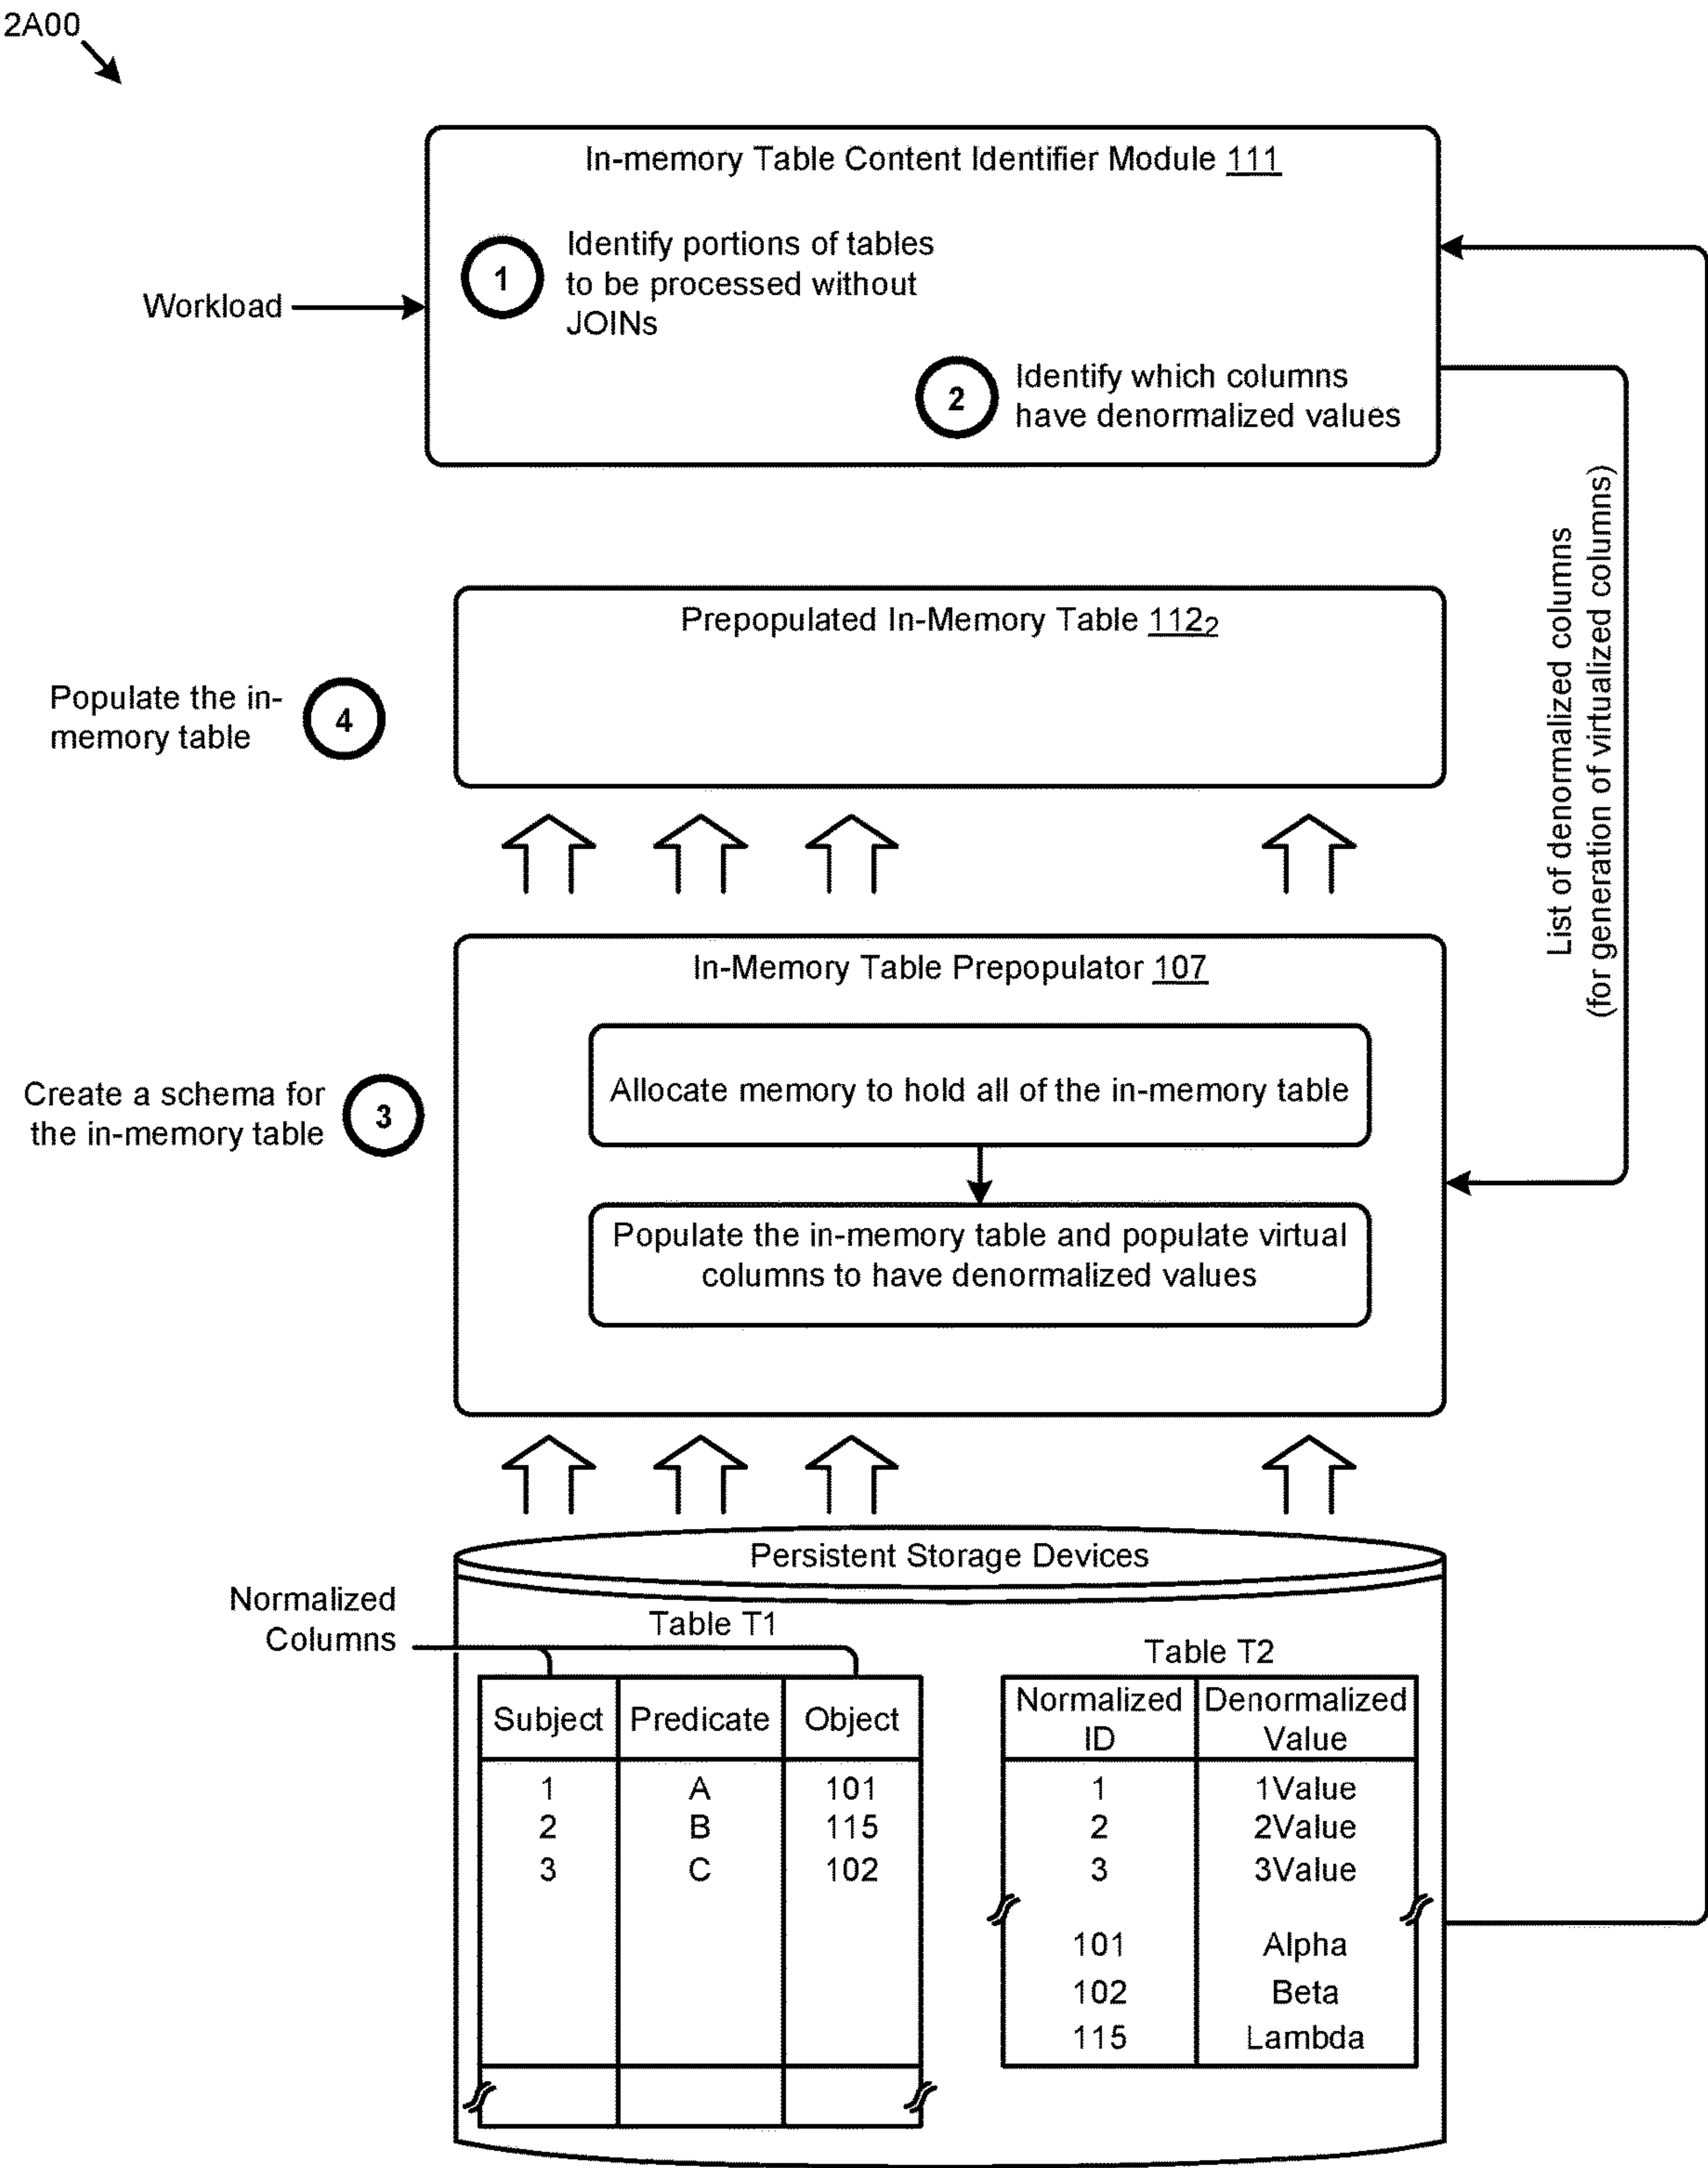 2A00
In-memory Table Content Identifier Module 111
1
Identify portions of tables
to be processed without
JOINs
Workload
2
Identify which columns
have denormalized values
List of denormalized columns
(for generation of virtualized columns)
Prepopulated In-Memory Table 112₂
Populate the in-
memory table
4
In-Memory Table Prepopulator 107
Allocate memory to hold all of the in-memory table
Create a schema for
the in-memory table
3
Populate the in-memory table and populate virtual
columns to have denormalized values
Persistent Storage Devices
Normalized
Columns
Table T1
Subject Predicate Object
1 A 101
2 B 115
3 C 102
Table T2
Normalized
ID
Denormalized
Value
1 1Value
2 2Value
3 3Value
101 Alpha
102 Beta
115 Lambda